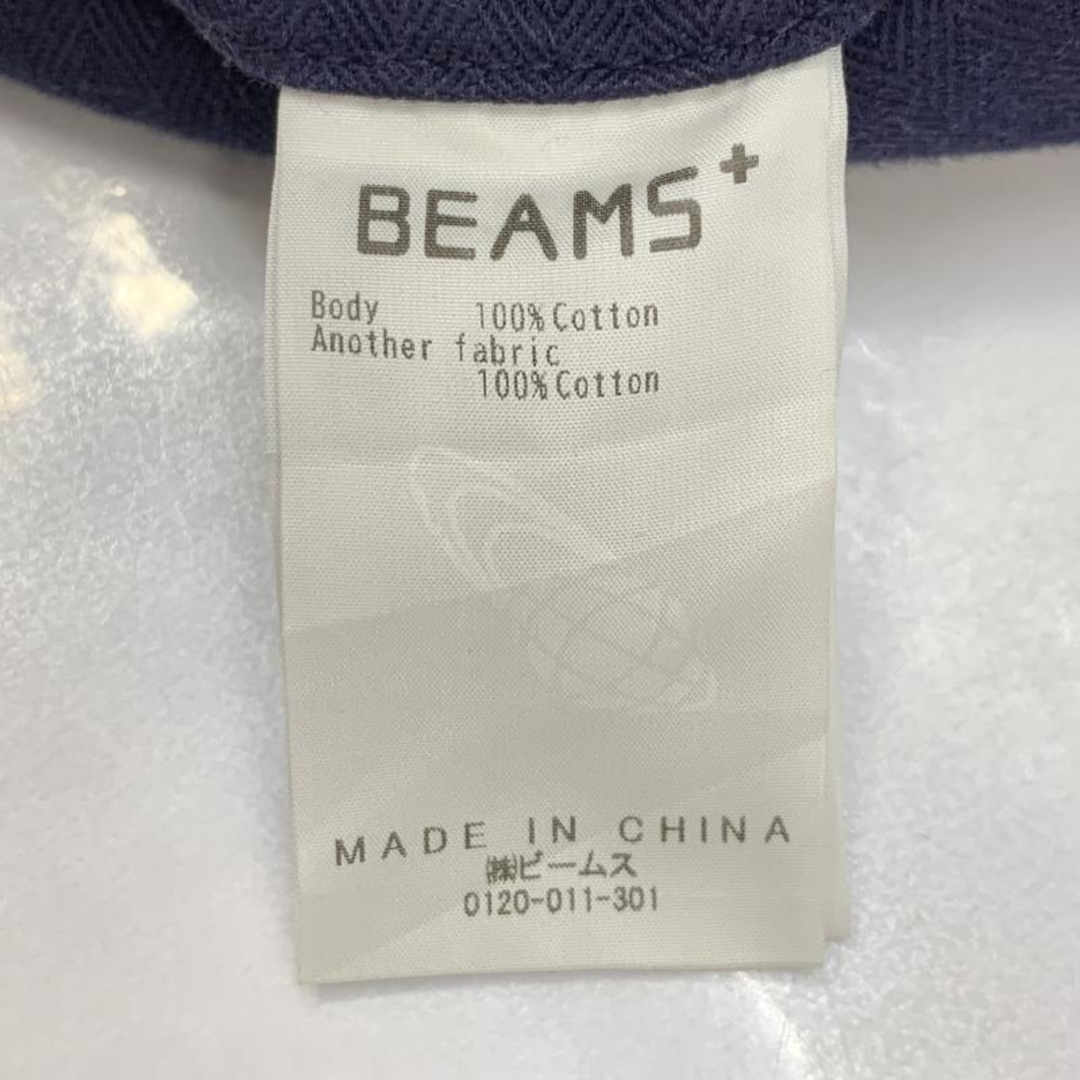 BEAMS+
Body 100% Cotton
Another fabric
100% Cotton
MADE IN CHINA
㈱ビームス
0120-011-301